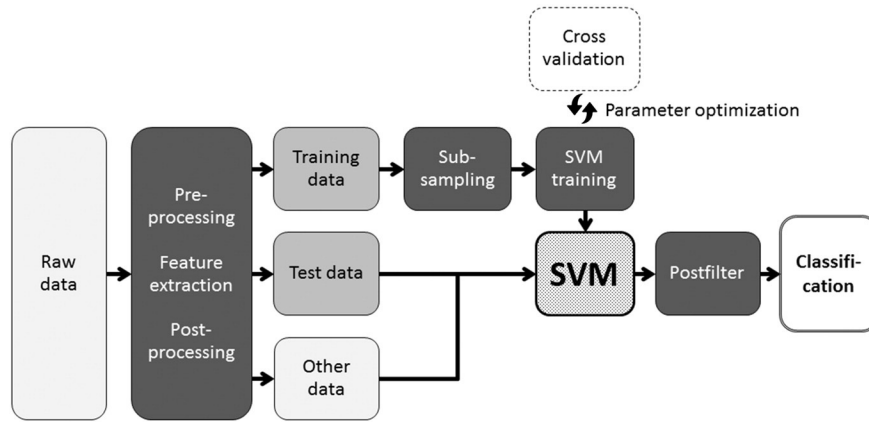 Cross
validation
Parameter optimization
Raw
data
Pre-
processing
Feature
extraction
Post-
processing
Training
data
Sub-
sampling
SVM
training
Test data
SVM
Postfilter
Classifi-
cation
Other
data